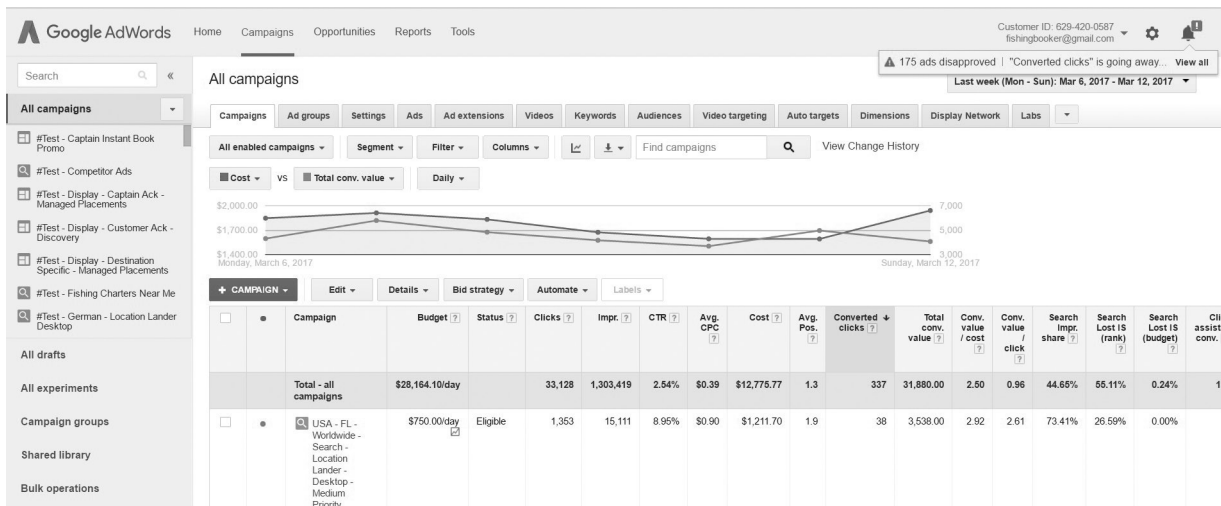 Google AdWords Home Campaigns Opportunities Reports Tools Customer ID: 629-420-0587
fishingbooker@gmail.com
!
175 ads disapproved | "Converted clicks" is going away... View all
Search «
All campaigns
Last week (Mon - Sun): Mar 6, 2017 - Mar 12, 2017
All campaigns
#Test - Captain Instant Book
Promo
#Test - Competitor Ads
#Test - Display - Captain Ack -
Managed Placements
#Test - Display - Customer Ack -
Discovery
#Test - Display - Destination
Specific - Managed Placements
#Test - Fishing Charters Near Me
#Test - German - Location Lander
Desktop
All drafts
All experiments
Campaign groups
Shared library
Bulk operations
Campaigns Ad groups Settings Ads Ad extensions Videos Keywords Audiences Video targeting Auto targets Dimensions Display Network Labs
All enabled campaigns Segment Filter Columns Find campaigns View Change History
Cost VS Total conv. value Daily
$2,000.00 7,000
$1,700.00 5,000
$1,400.00 3,000
Monday, March 6, 2017 Sunday, March 12, 2017
+ CAMPAIGN Edit Details Bid strategy Automate Labels
Campaign
Budget ?
Status ?
Clicks ?
Impr. ?
CTR ?
Avg.
CPC
?
Cost ?
Avg.
Pos.
?
Converted
clicks ?
Total
conv.
value ?
Conv.
value
/ cost
?
Conv.
value
/
click
?
Search
Impr.
share ?
Search
Lost IS
(rank)
?
Search
Lost IS
(budget)
?
Cli
assist
conv.
Total - all
campaigns
$28,164.10/day 33,128 1,303,419 2.54% $0.39 $12,775.77 1.3 337 31,880.00 2.50 0.96 44.65% 55.11% 0.24% 1
USA - FL -
Worldwide -
Search -
Location
Lander -
Desktop -
Medium
Priority
$750.00/day Eligible 1,353 15,111 8.95% $0.90 $1,211.70 1.9 38 3,538.00 2.92 2.61 73.41% 26.59% 0.00%